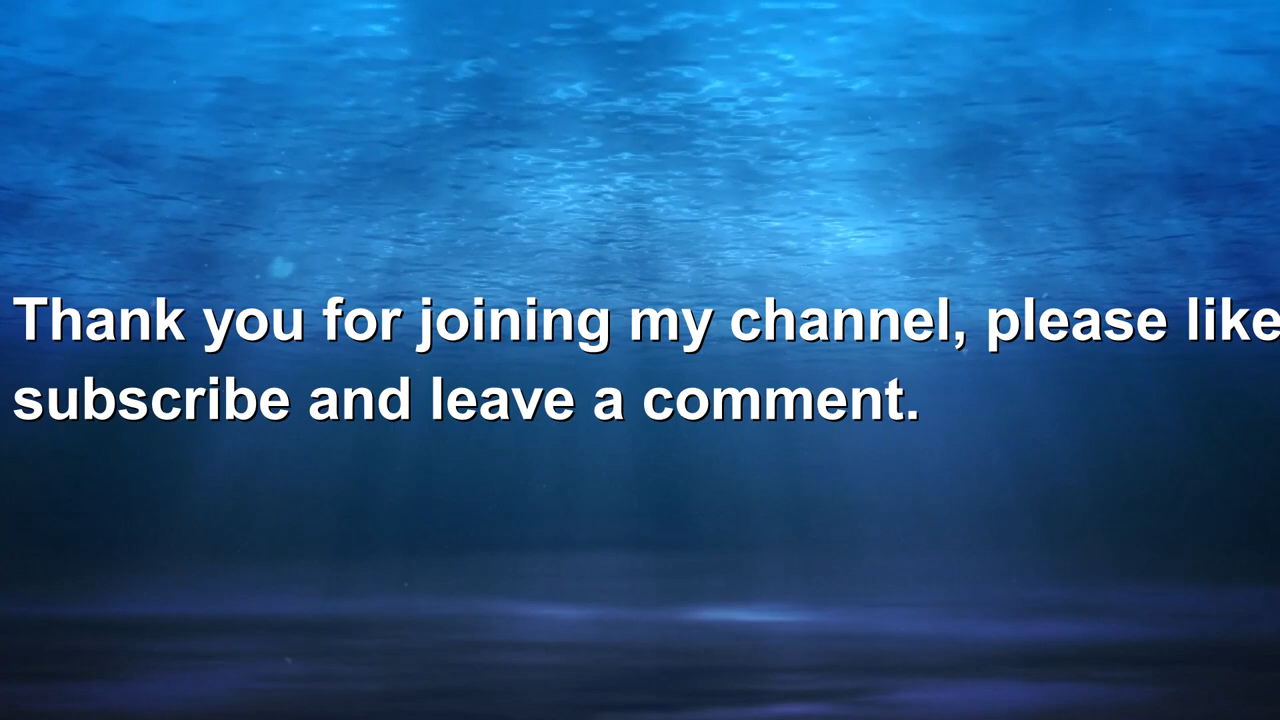 Thank you for joining my channel, please like
subscribe and leave a comment.